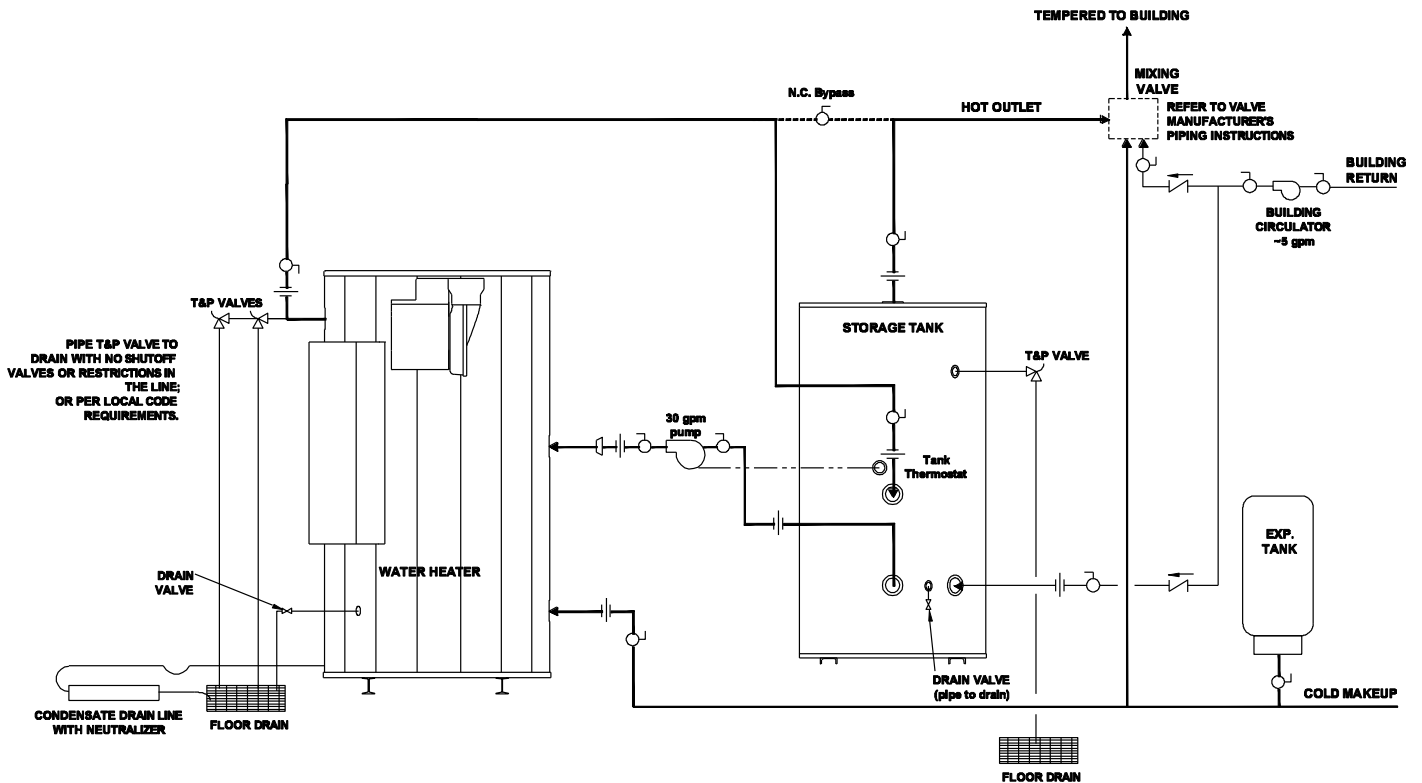 TEMPERED TO BUILDING
MIXING
VALVE
N.C. Bypass
HOT OUTLET
REFER TO VALVE
MANUFACTURER'S
PIPING INSTRUCTIONS
BUILDING
RETURN
BUILDING
CIRCULATOR
~5 gpm
T&P VALVES
PIPE T&P VALVE TO
DRAIN WITH NO SHUTOFF
VALVES OR RESTRICTIONS IN
THE LINE;
OR PER LOCAL CODE
REQUIREMENTS.
STORAGE TANK
T&P VALVE
30 gpm
pump
Tank
Thermostat
EXP.
TANK
WATER HEATER
DRAIN
VALVE
DRAIN VALVE
(pipe to drain)
COLD MAKEUP
CONDENSATE DRAIN LINE
WITH NEUTRALIZER
FLOOR DRAIN
FLOOR DRAIN